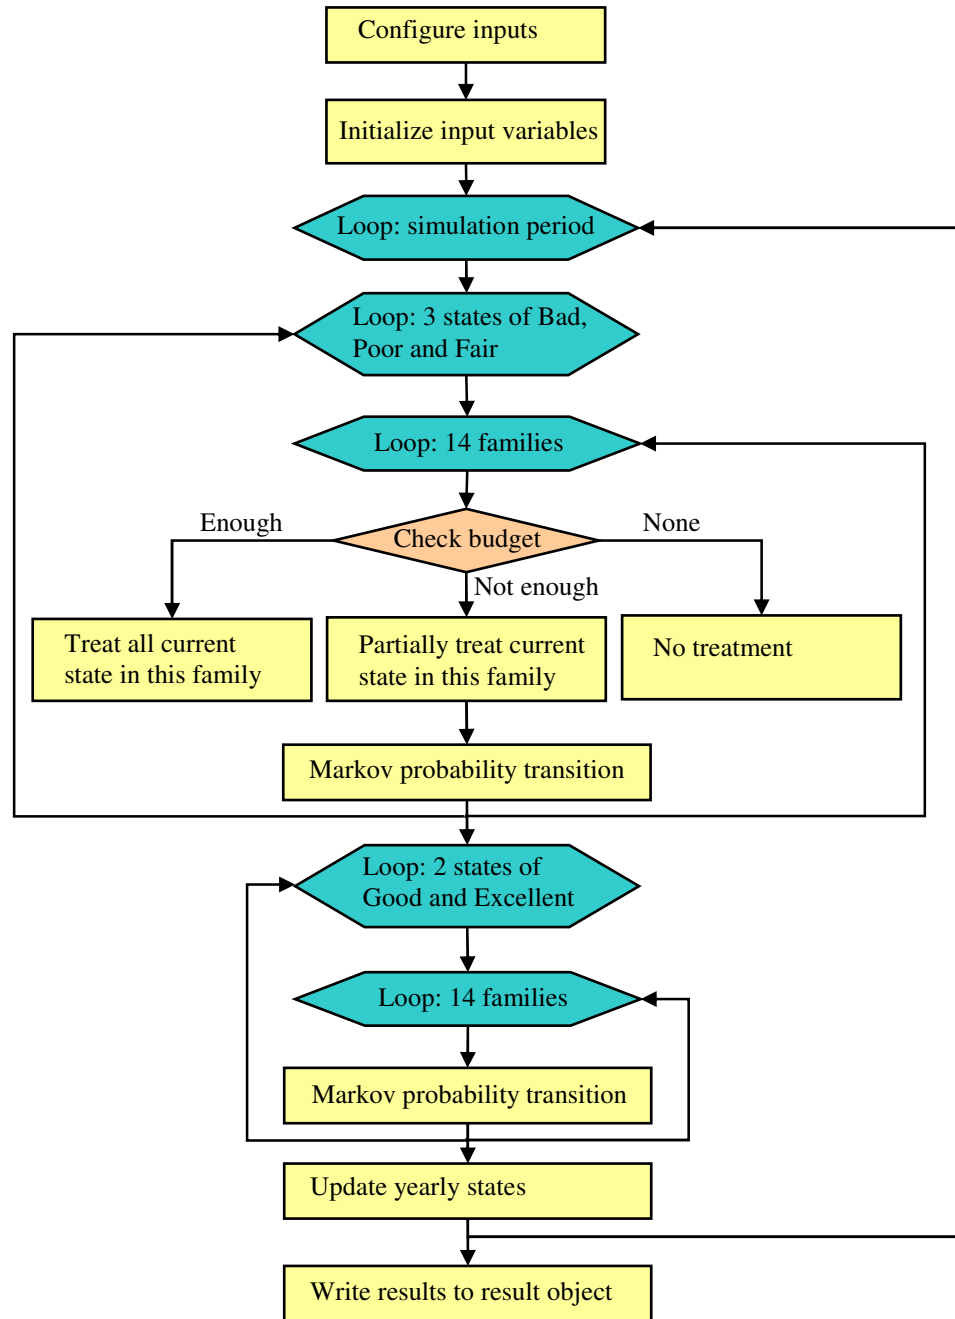 Configure inputs
Initialize input variables
Loop: simulation period
Loop: 3 states of Bad,
Poor and Fair
Loop: 14 families
Enough
Check budget
None
Not enough
Treat all current
state in this family
Partially treat current
state in this family
No treatment
Markov probability transition
Loop: 2 states of
Good and Excellent
Loop: 14 families
Markov probability transition
Update yearly states
Write results to result object